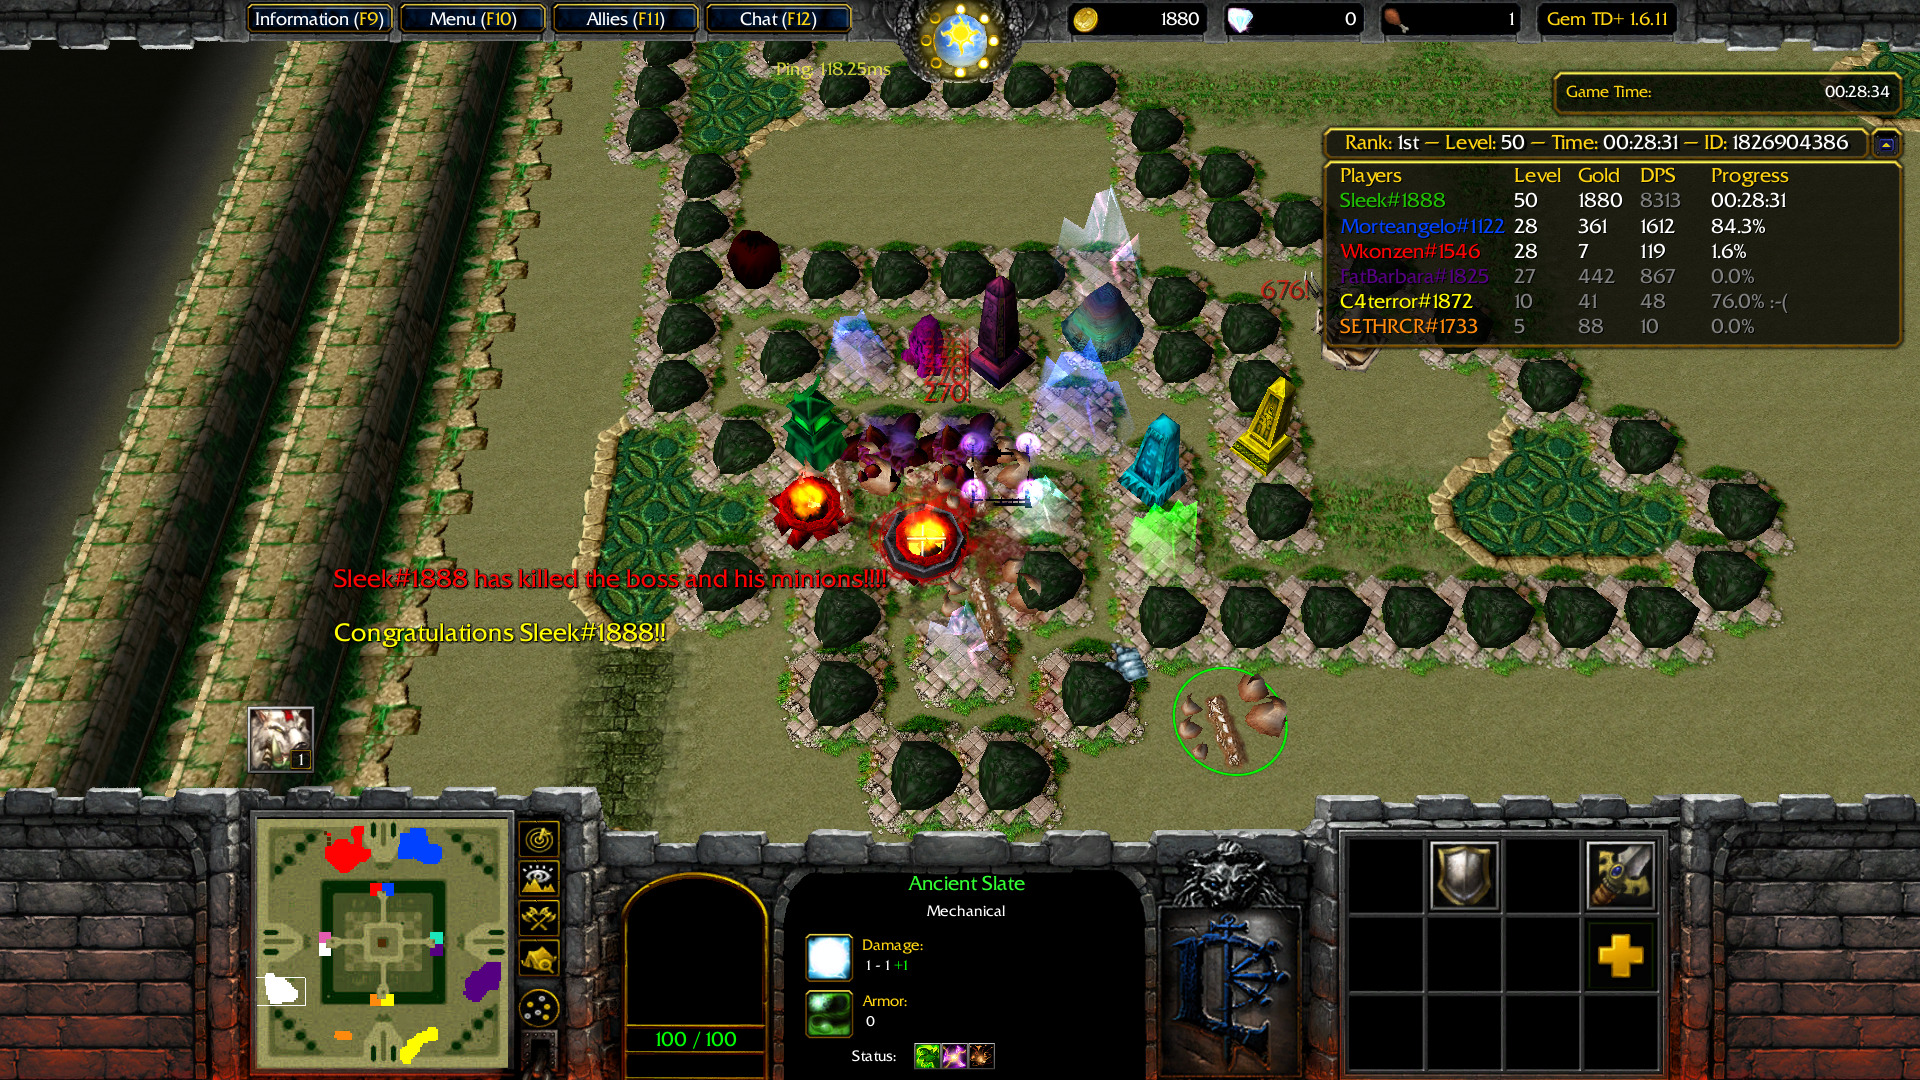 Information (F9) Menu (F10) Allies (F11) Chat (F12) 1880 0 1 Gem TD+ 1.6.11
Ping: 118.25ms
Game Time: 00:28:34
Rank: 1st – Level: 50 – Time: 00:28:31 – ID: 1826904386
Players Level Gold DPS Progress
Sleek#1888 50 1880 8313 00:28:31
Morteangelo#1122 28 361 1612 84.3%
Wkonzen#1546 28 7 119 1.6%
FatBarbara#1825 27 442 867 0.0%
C4terror#1872 10 41 48 76.0% :-(
SETHRCR#1733 5 88 10 0.0%
676!
270!
Sleek#1888 has killed the boss and his minions!!!!
Congratulations Sleek#1888!!
1
Ancient Slate
Mechanical
Damage:
1 - 1 +1
Armor:
0
100 / 100
Status: